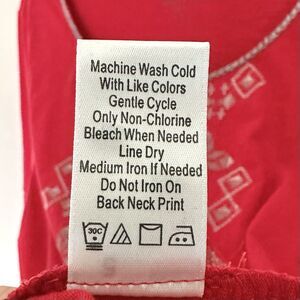 Machine Wash Cold
With Like Colors
Gentle Cycle
Only Non-Chlorine
Bleach When Needed
Line Dry
Medium Iron If Needed
Do Not Iron On
Back Neck Print
30C